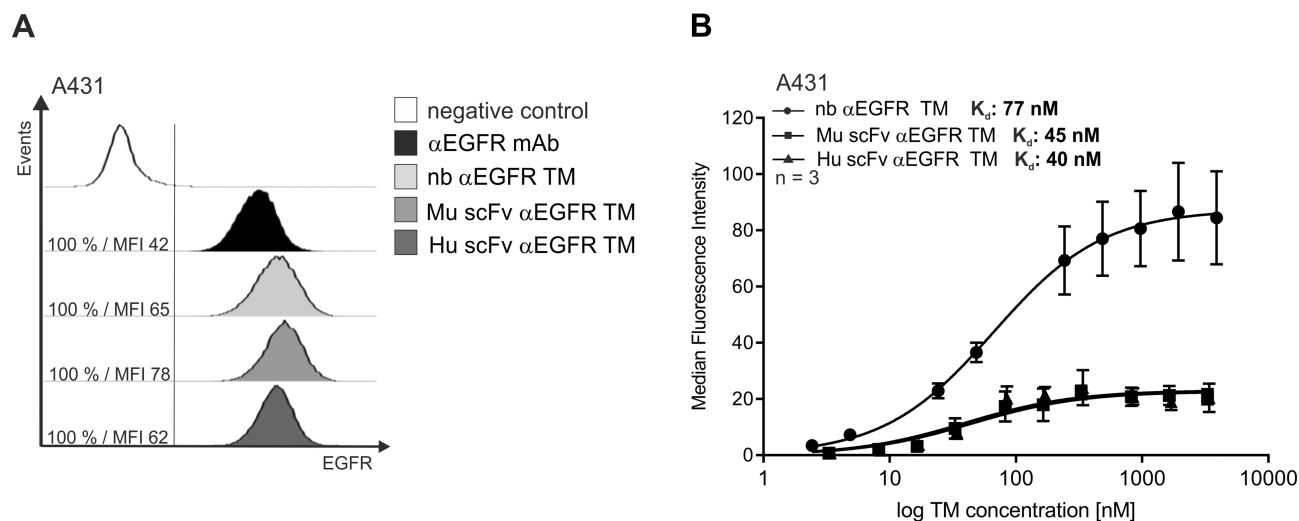 A
A431
Events
negative control
αEGFR mAb
nb αEGFR TM
Mu scFv αEGFR TM
Hu scFv αEGFR TM
100 % / MFI 42
100 % / MFI 65
100 % / MFI 78
100 % / MFI 62
EGFR
B
A431
nb αEGFR TM Kd: 77 nM
Mu scFv αEGFR TM Kd: 45 nM
Hu scFv αEGFR TM Kd: 40 nM
n = 3
Median Fluorescence Intensity
120
100
80
60
40
20
0
1 10 100 1000 10000
log TM concentration [nM]